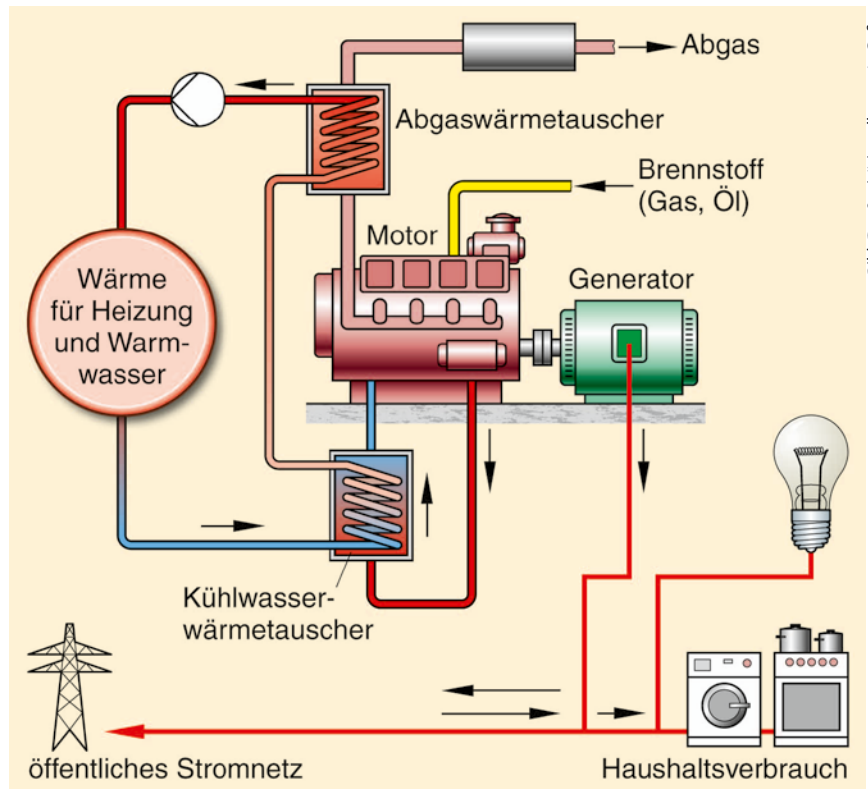 Abgas
Abgaswärmetauscher
Brennstoff
(Gas, Öl)
Motor
Generator
Wärme
für Heizung
und Warm-
wasser
Kühlwasser-
wärmetauscher
öffentliches Stromnetz
Haushaltsverbrauch